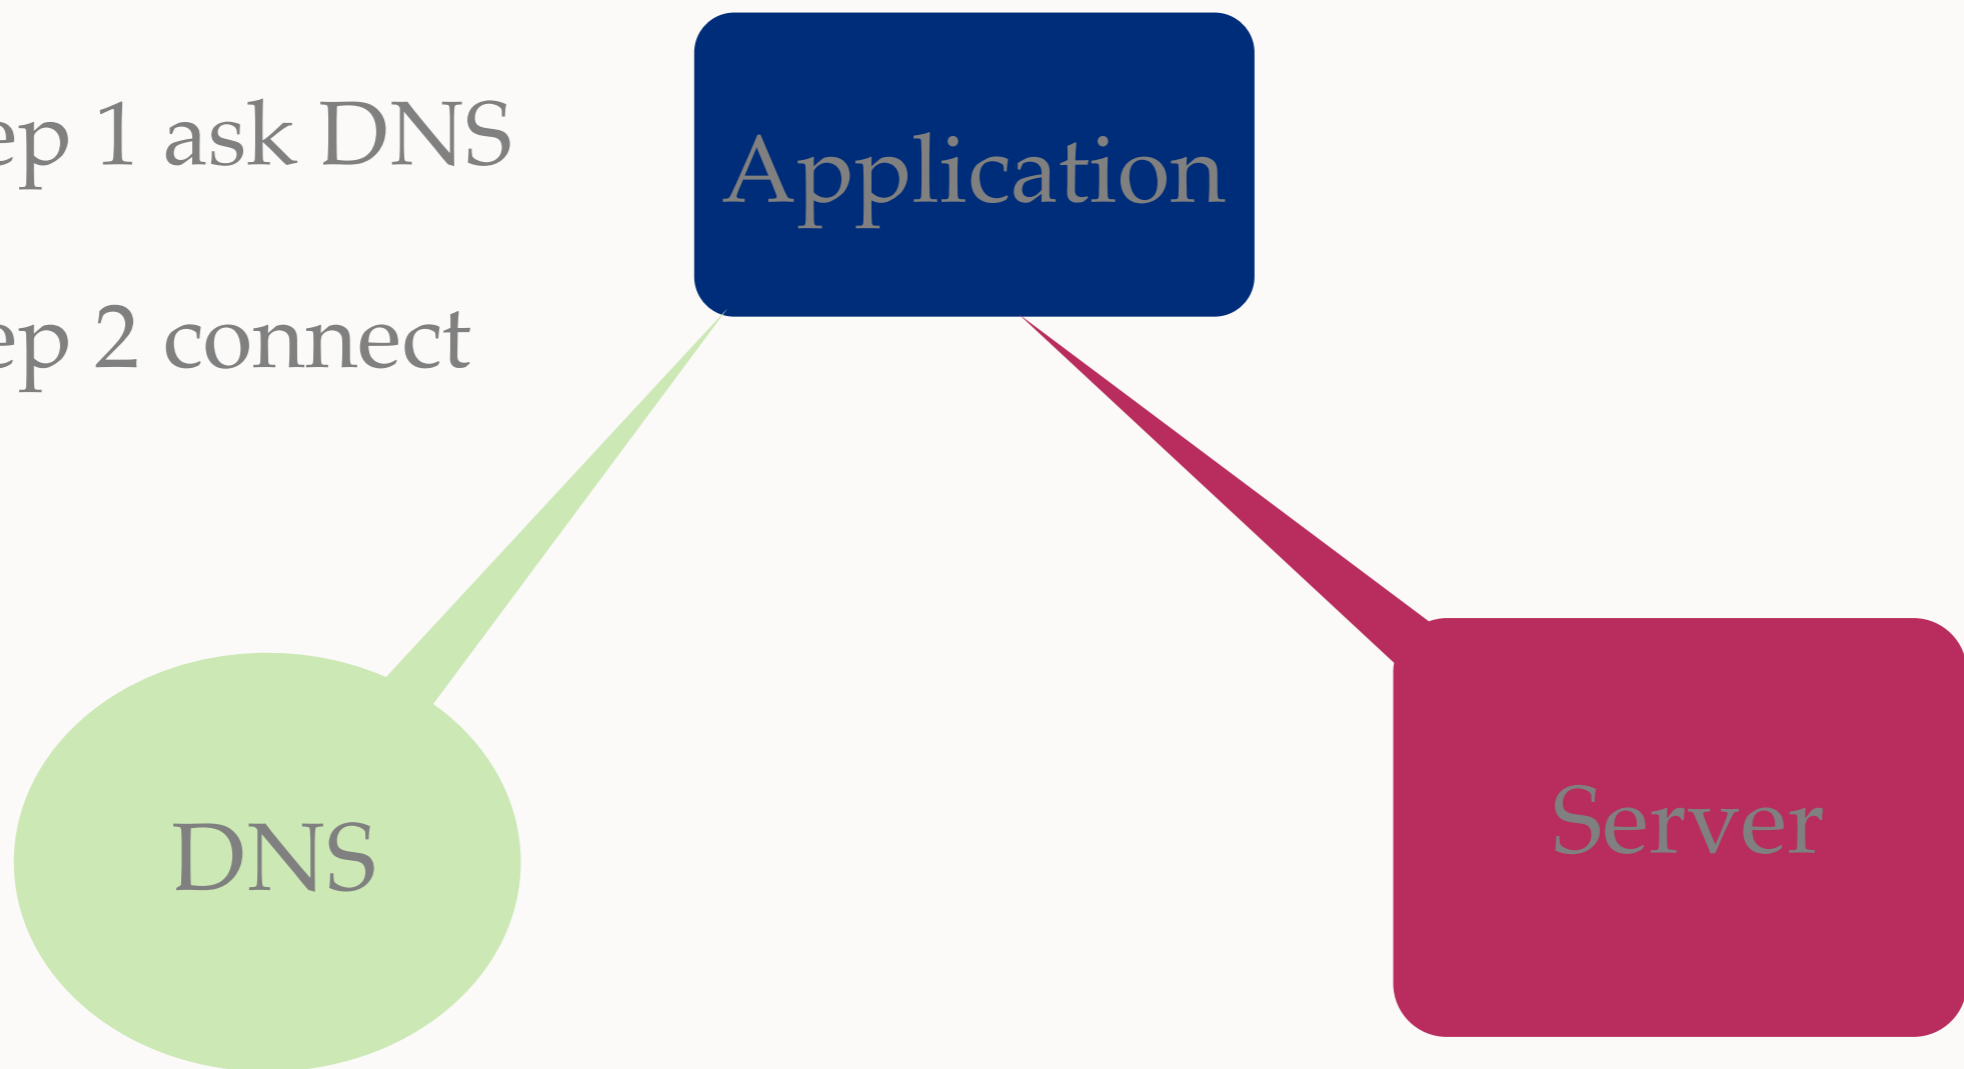 ep 1 ask DNS
Application
ep 2 connect
DNS
Server